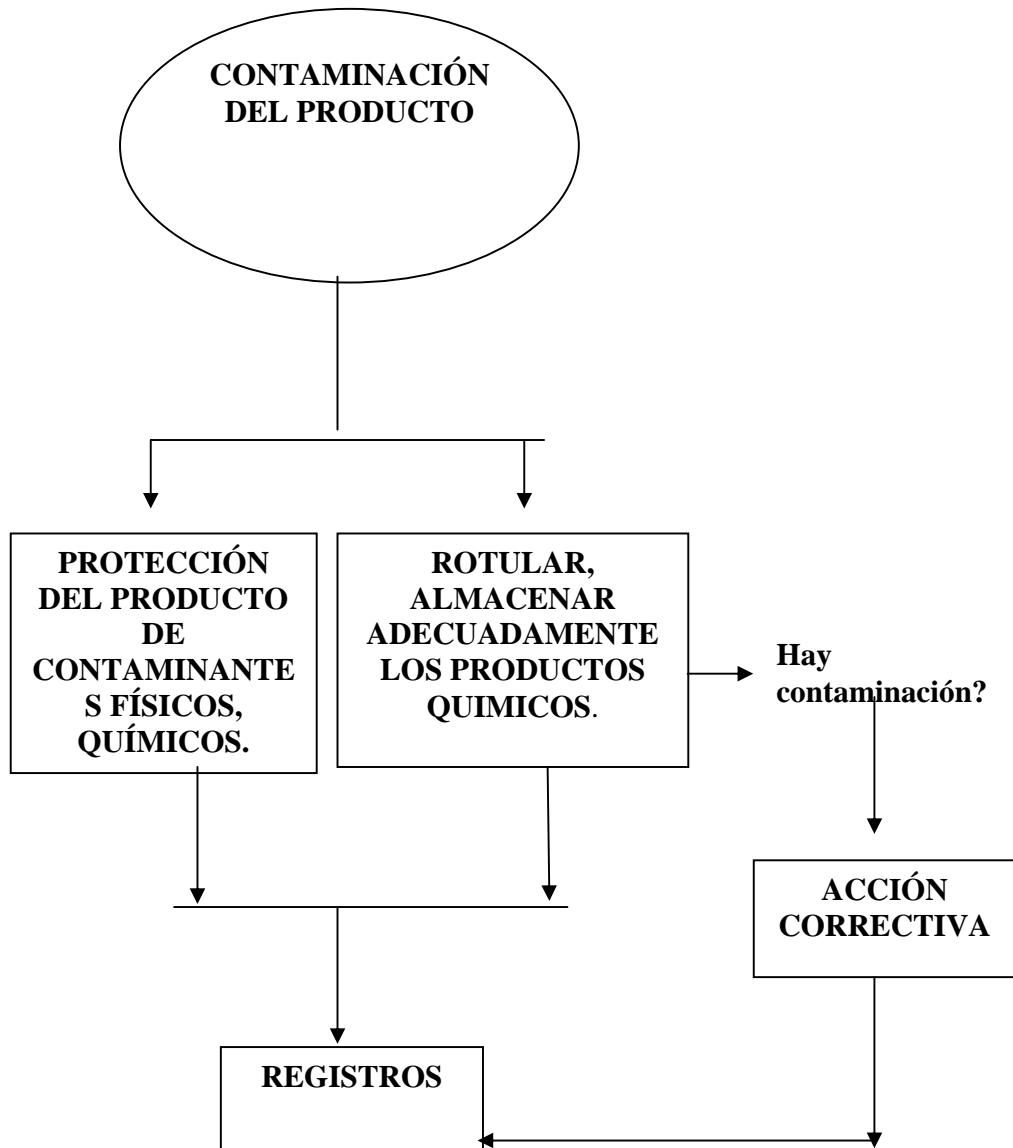 CONTAMINACIÓN
DEL PRODUCTO
PROTECCIÓN
DEL PRODUCTO
DE
CONTAMINANTE
S FÍSICOS,
QUÍMICOS.
ROTULAR,
ALMACENAR
ADECUADAMENTE
LOS PRODUCTOS
QUIMICOS.
Hay
contaminación?
ACCIÓN
CORRECTIVA
REGISTROS